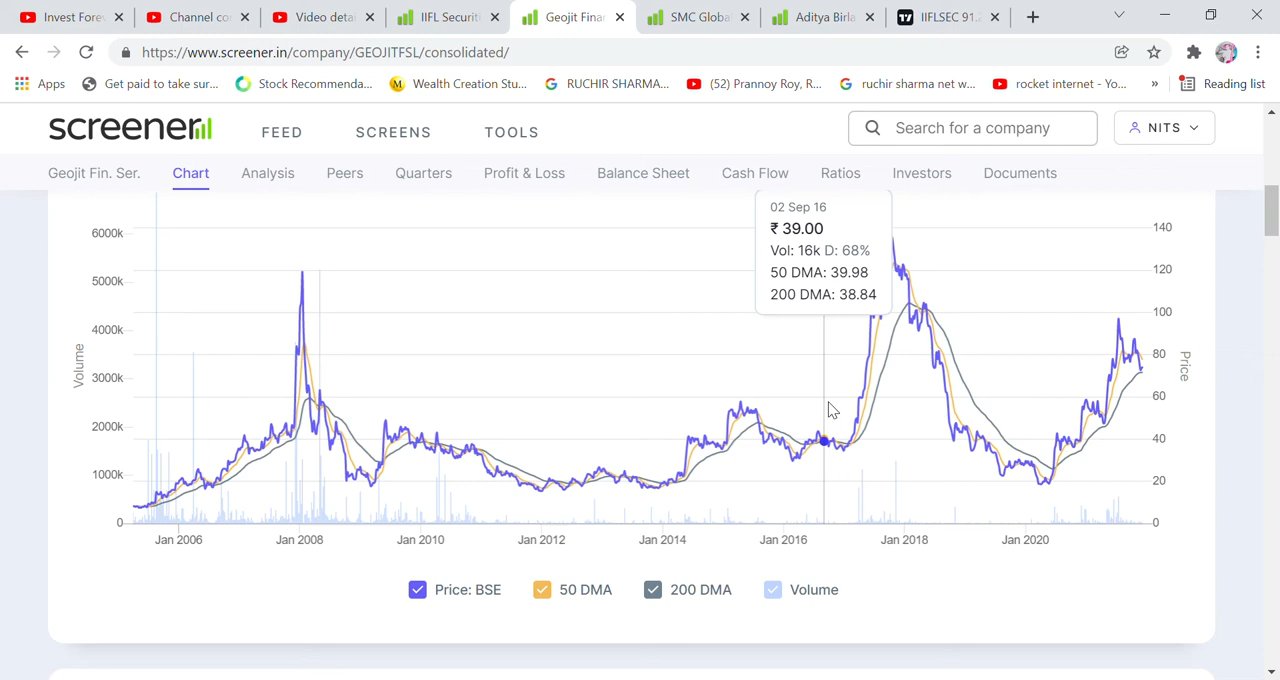 Invest Fore
Channel co
Video deta
IIFL Securiti
Geojit Finan
SMC Globa
Aditya Birla
IIFLSEC 91.
https://www.screener.in/company/GEOJITFSL/consolidated/
Apps
Get paid to take sur...
Stock Recommenda...
Wealth Creation Stu...
RUCHIR SHARMA...
(52) Prannoy Roy, R...
ruchir sharma net w...
rocket internet - Yo...
»
Reading list
screener
FEED
SCREENS
TOOLS
Search for a company
NITS
Geojit Fin. Ser.
Chart
Analysis
Peers
Quarters
Profit & Loss
Balance Sheet
Cash Flow
Ratios
Investors
Documents
02 Sep 16
₹ 39.00
Vol: 16k D: 68%
50 DMA: 39.98
200 DMA: 38.84
6000k
5000k
4000k
3000k
2000k
1000k
0
Volume
140
120
100
80
60
40
20
0
Price
Jan 2006
Jan 2008
Jan 2010
Jan 2012
Jan 2014
Jan 2016
Jan 2018
Jan 2020
Price: BSE
50 DMA
200 DMA
Volume